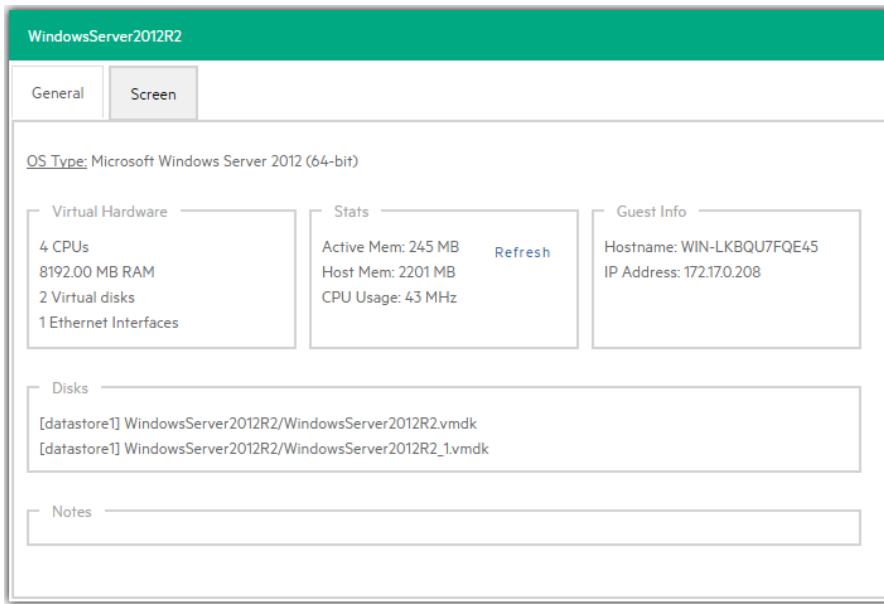 WindowsServer2012R2
General
Screen
OS Type: Microsoft Windows Server 2012 (64-bit)
Virtual Hardware
4 CPUs
8192.00 MB RAM
2 Virtual disks
1 Ethernet Interfaces
Stats
Active Mem: 245 MB
Refresh
Host Mem: 2201 MB
CPU Usage: 43 MHz
Guest Info
Hostname: WIN-LKBQU7FQE45
IP Address: 172.17.0.208
Disks
[datastore1] WindowsServer2012R2/WindowsServer2012R2.vmdk
[datastore1] WindowsServer2012R2/WindowsServer2012R2_1.vmdk
Notes